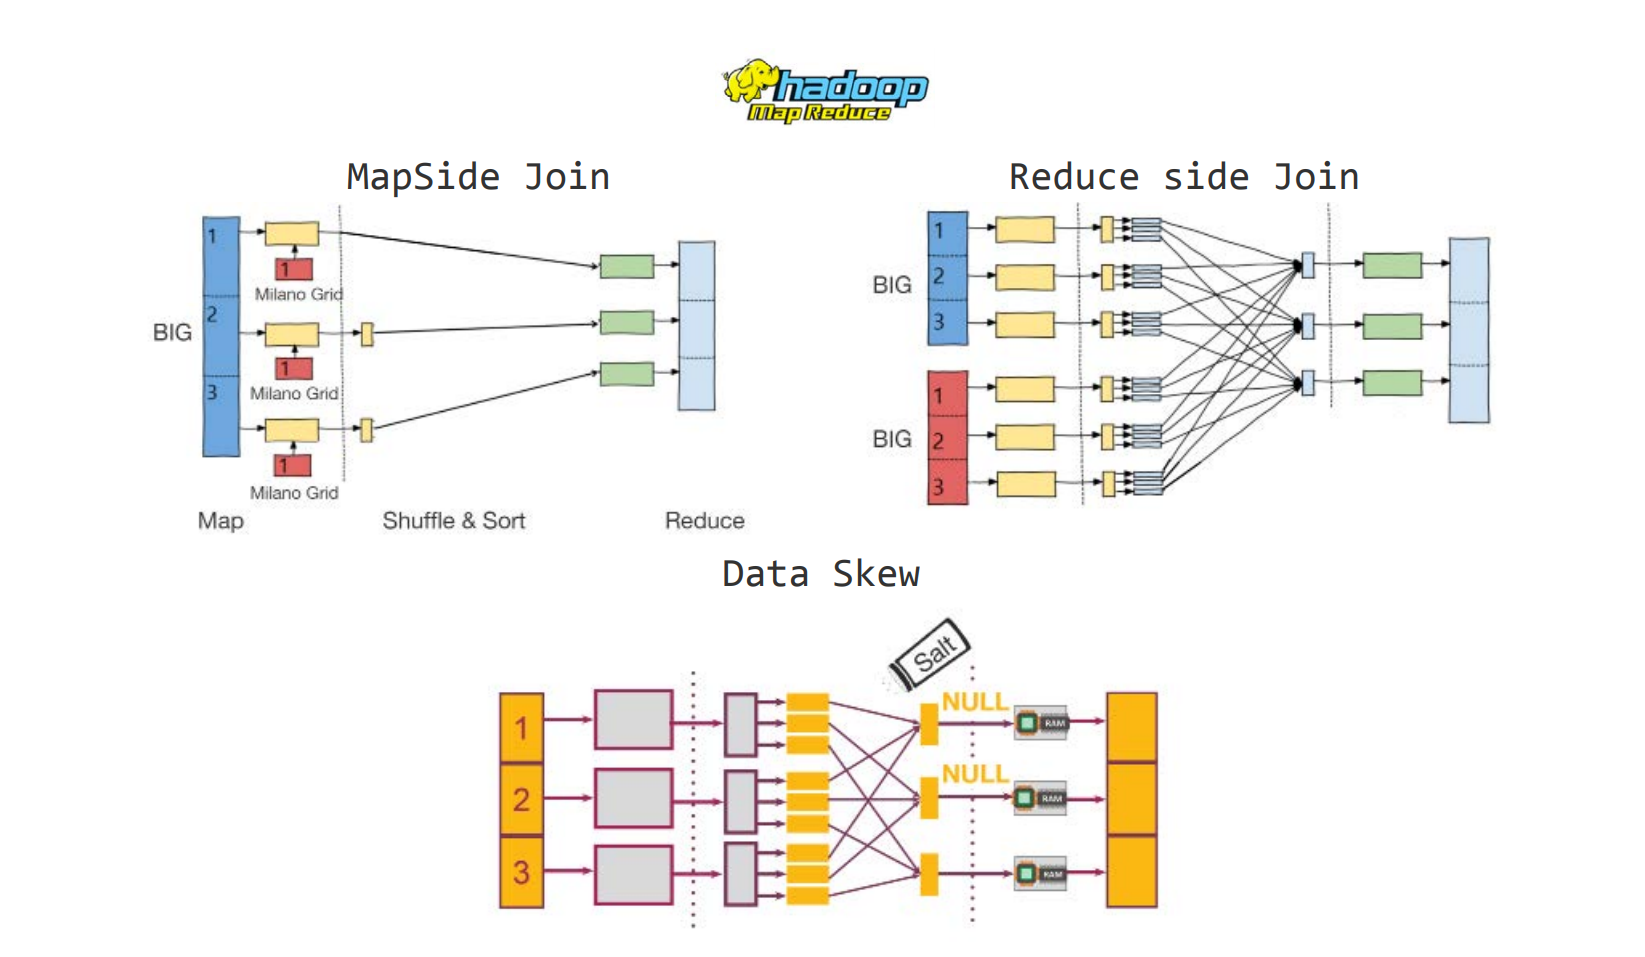 hadoop
Map Reduce
MapSide Join
1
1
Milano Grid
BIG
2
1
Milano Grid
3
1
Milano Grid
Map
Shuffle & Sort
Reduce
Reduce side Join
BIG
1
2
3
BIG
1
2
3
Data Skew
Salt
1
NULL
RAM
2
NULL
RAM
3
RAM